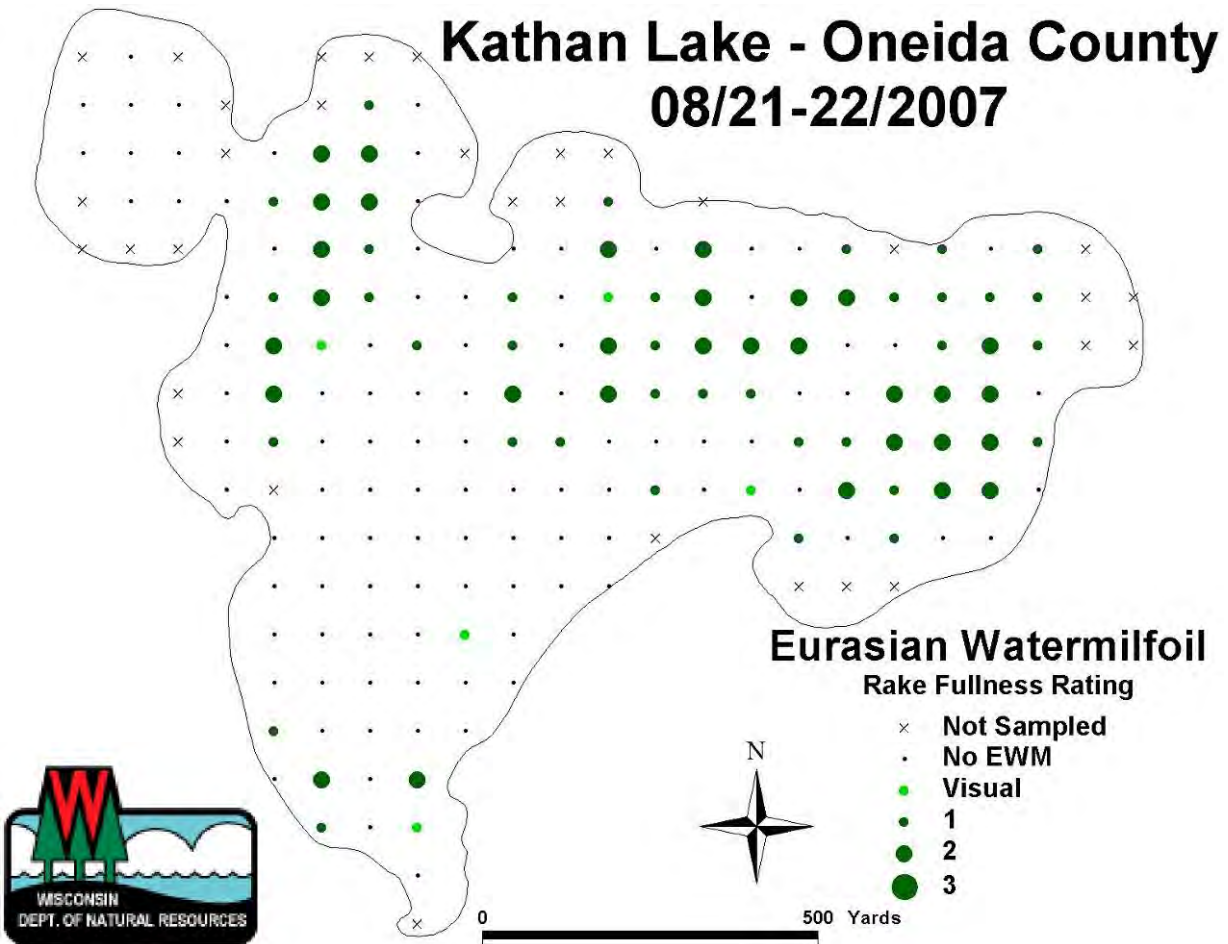 Kathan Lake - Oneida County
08/21-22/2007
Eurasian Watermilfoil
Rake Fullness Rating
Not Sampled
No EWM
Visual
1
2
3
N
W
WISCONSIN
DEPT. OF NATURAL RESOURCES
0 500 Yards